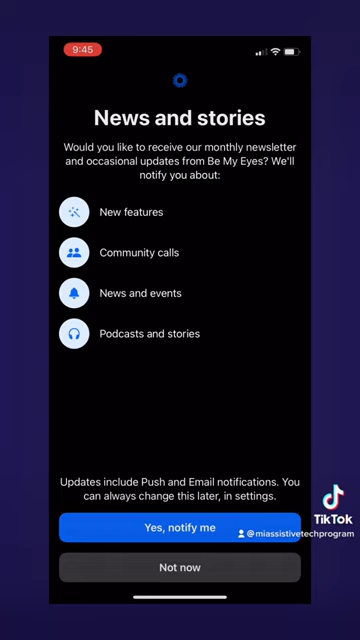 9:45
News and stories
Would you like to receive our monthly newsletter
and occasional updates from Be My Eyes? We'll
notify you about:
New features
Community calls
News and events
Podcasts and stories
Updates include Push and Email notifications. You
can always change this later, in settings.
Yes, notify me
Not now
TikTok
@miassistivetechprogram